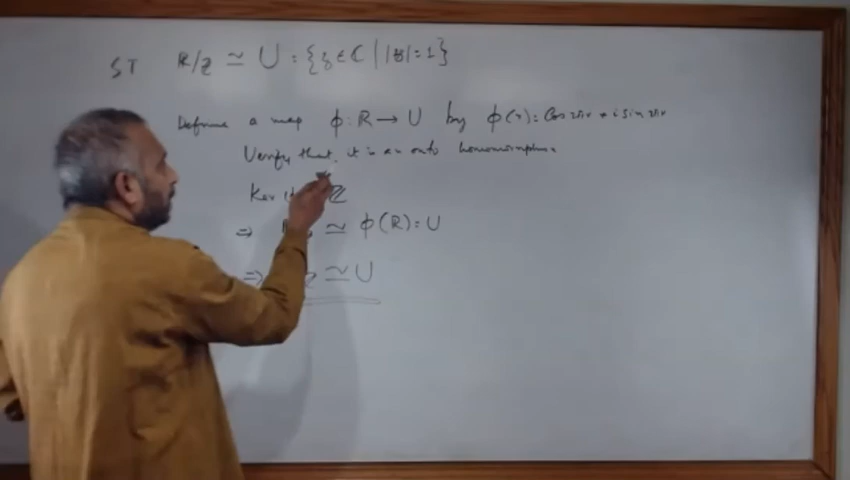 ST R/Z ≃ U = {z ∈ C | |z| = 1}
Define a map ϕ : R → U by ϕ(r) = Cos 2πr + i Sin 2πr
Verify that, it is an onto homomorphism
Ker ϕ Z
⇒ ≃ ϕ(R) = U
⇒ Z ≃ U